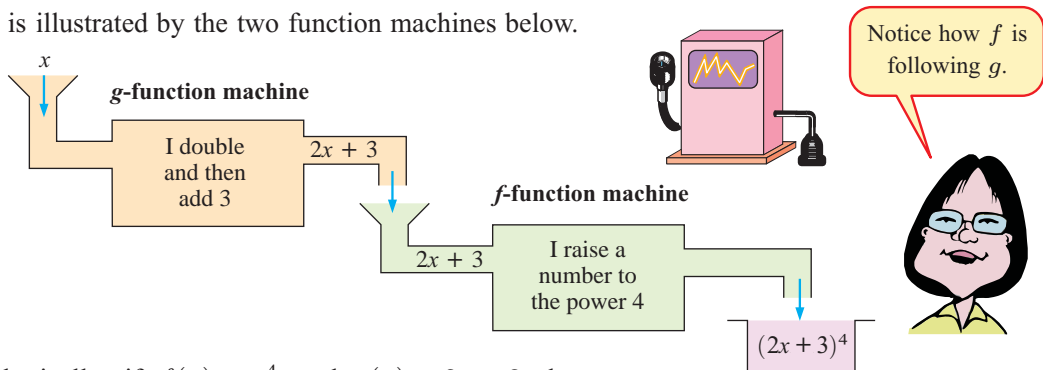 is illustrated by the two function machines below.
Notice how f is
following g.
x
g-function machine
I double
and then
add 3
2x + 3
f-function machine
2x + 3
I raise a
number to
the power 4
(2x + 3)⁴